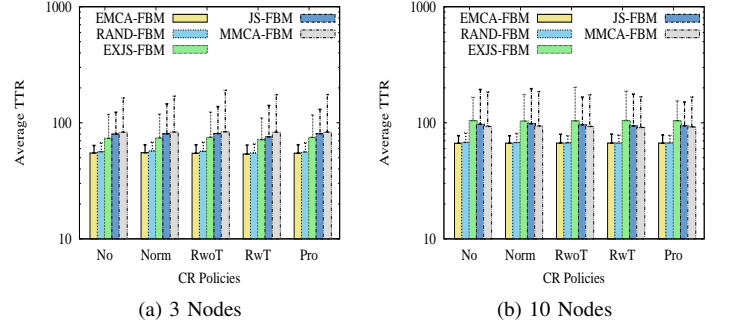 1000
100
10
Average TTR
EMCA-FBM
RAND-FBM
EXJS-FBM
JS-FBM
MMCA-FBM
No Norm RwoT RwT Pro
CR Policies
(a) 3 Nodes
1000
100
10
Average TTR
EMCA-FBM
RAND-FBM
EXJS-FBM
JS-FBM
MMCA-FBM
No Norm RwoT RwT Pro
CR Policies
(b) 10 Nodes